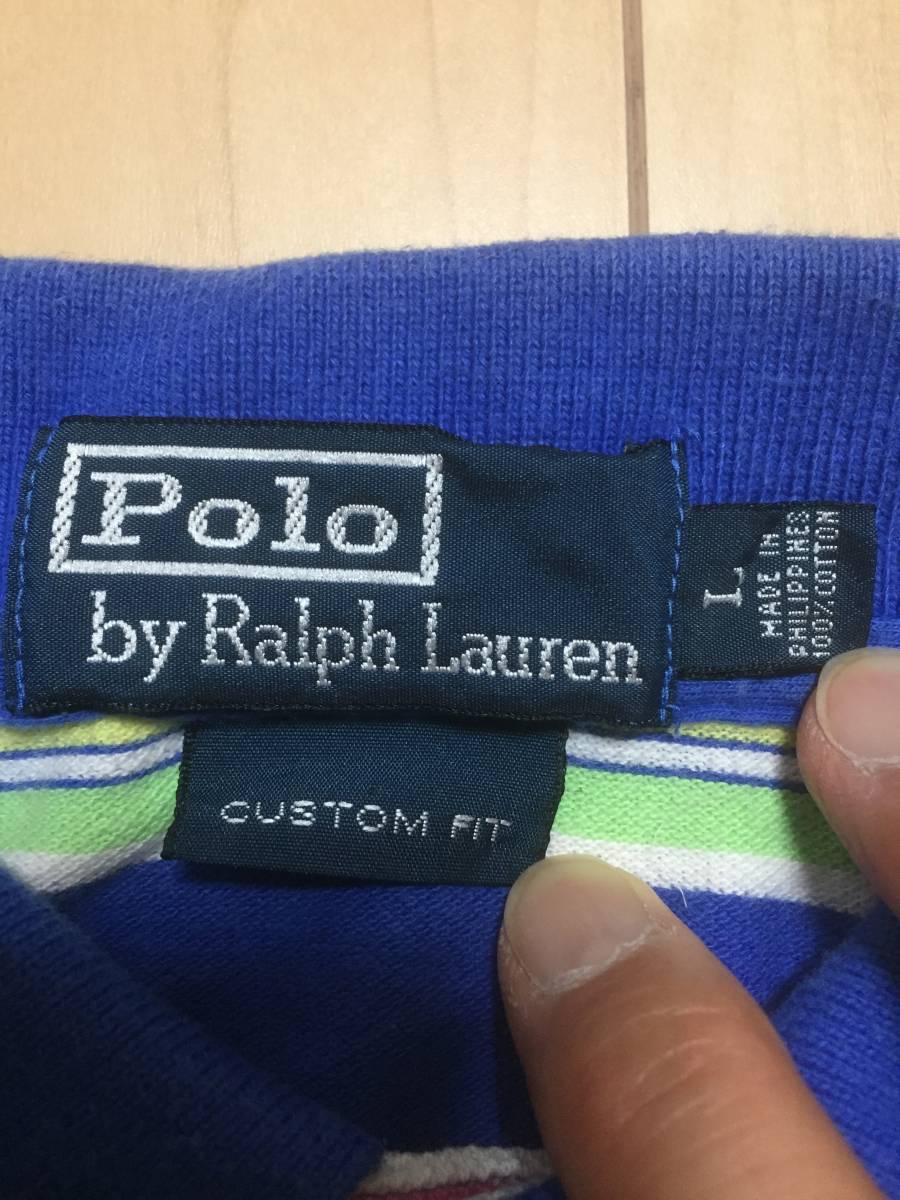 Polo
by Ralph Lauren
L
MADE IN
PHILIPPINES
100% COTTON
CUSTOM FIT